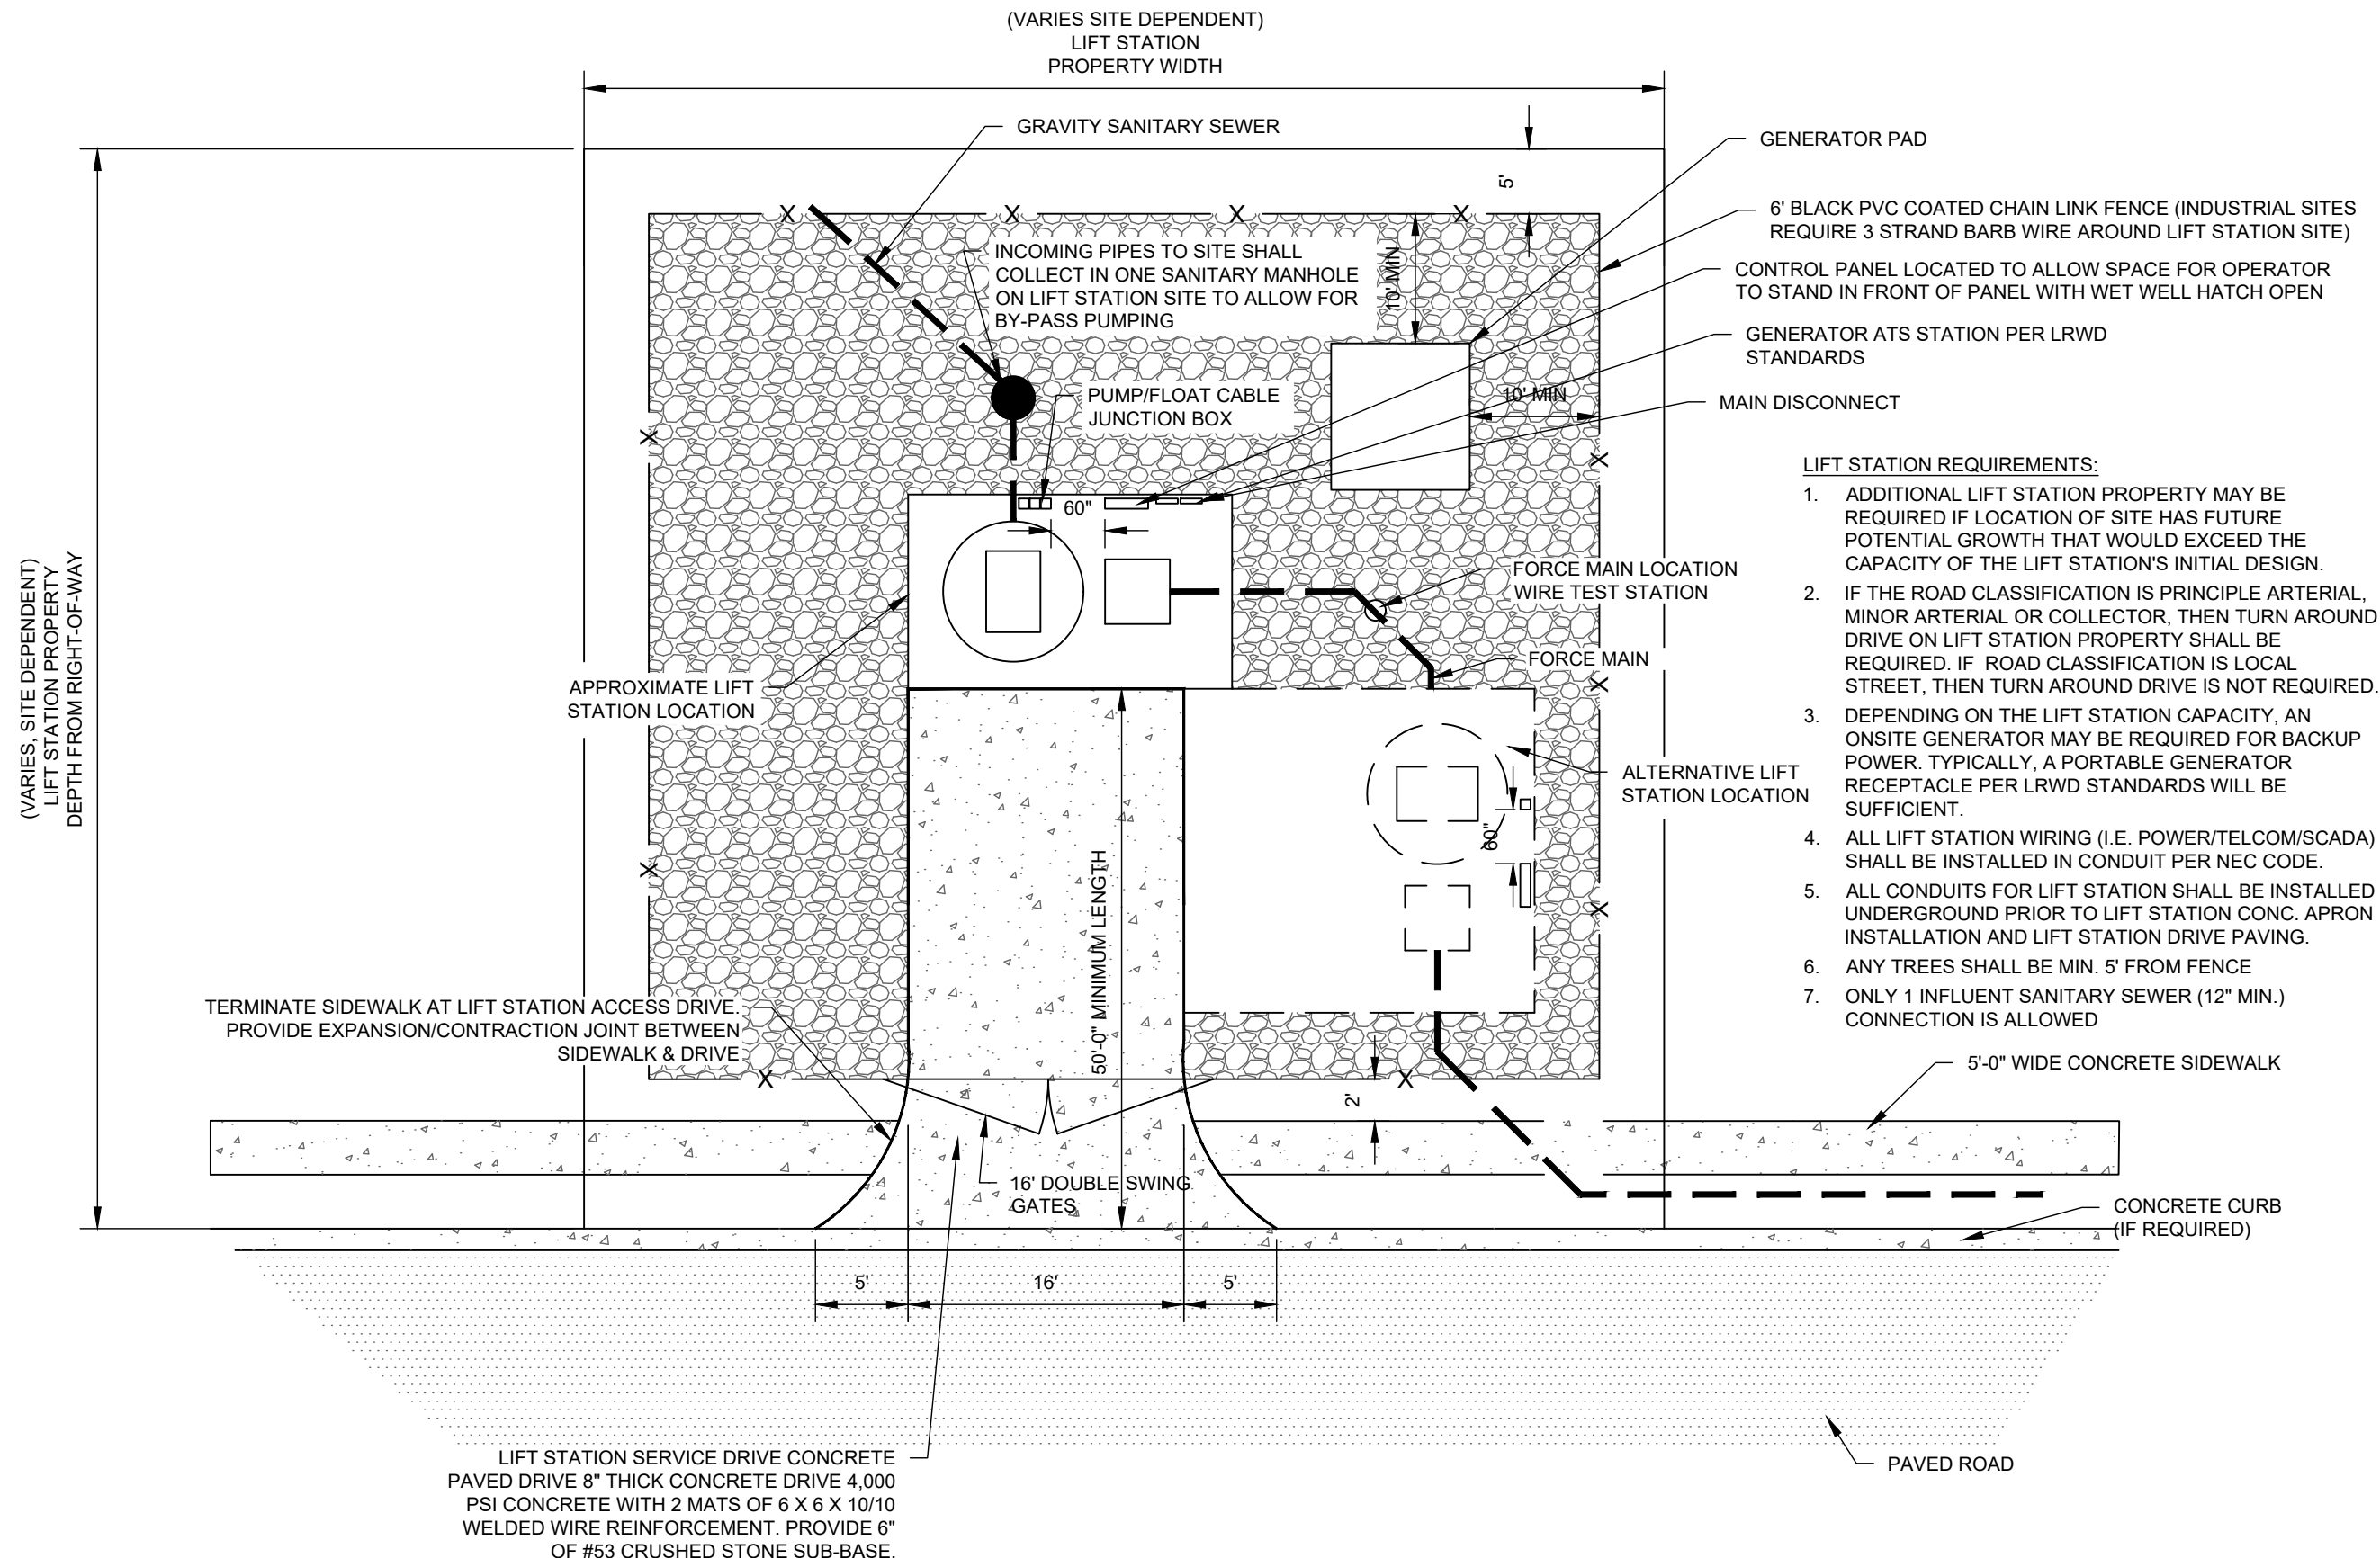 (VARIES SITE DEPENDENT)
LIFT STATION
PROPERTY WIDTH
GRAVITY SANITARY SEWER
GENERATOR PAD
5'
6' BLACK PVC COATED CHAIN LINK FENCE (INDUSTRIAL SITES
REQUIRE 3 STRAND BARB WIRE AROUND LIFT STATION SITE)
X
X
X
X
INCOMING PIPES TO SITE SHALL
COLLECT IN ONE SANITARY MANHOLE
ON LIFT STATION SITE TO ALLOW FOR
BY-PASS PUMPING
10' MIN
CONTROL PANEL LOCATED TO ALLOW SPACE FOR OPERATOR
TO STAND IN FRONT OF PANEL WITH WET WELL HATCH OPEN
GENERATOR ATS STATION PER LRWD
STANDARDS
PUMP/FLOAT CABLE
JUNCTION BOX
10' MIN
MAIN DISCONNECT
X
X
60"
LIFT STATION REQUIREMENTS:
1. ADDITIONAL LIFT STATION PROPERTY MAY BE
REQUIRED IF LOCATION OF SITE HAS FUTURE
POTENTIAL GROWTH THAT WOULD EXCEED THE
CAPACITY OF THE LIFT STATION'S INITIAL DESIGN.
2. IF THE ROAD CLASSIFICATION IS PRINCIPLE ARTERIAL,
MINOR ARTERIAL OR COLLECTOR, THEN TURN AROUND
DRIVE ON LIFT STATION PROPERTY SHALL BE
REQUIRED. IF ROAD CLASSIFICATION IS LOCAL
STREET, THEN TURN AROUND DRIVE IS NOT REQUIRED.
3. DEPENDING ON THE LIFT STATION CAPACITY, AN
ONSITE GENERATOR MAY BE REQUIRED FOR BACKUP
POWER. TYPICALLY, A PORTABLE GENERATOR
RECEPTACLE PER LRWD STANDARDS WILL BE
SUFFICIENT.
4. ALL LIFT STATION WIRING (I.E. POWER/TELCOM/SCADA)
SHALL BE INSTALLED IN CONDUIT PER NEC CODE.
5. ALL CONDUITS FOR LIFT STATION SHALL BE INSTALLED
UNDERGROUND PRIOR TO LIFT STATION CONC. APRON
INSTALLATION AND LIFT STATION DRIVE PAVING.
6. ANY TREES SHALL BE MIN. 5' FROM FENCE
7. ONLY 1 INFLUENT SANITARY SEWER (12" MIN.)
CONNECTION IS ALLOWED
FORCE MAIN LOCATION
WIRE TEST STATION
FORCE MAIN
X
(VARIES, SITE DEPENDENT)
LIFT STATION PROPERTY
DEPTH FROM RIGHT-OF-WAY
APPROXIMATE LIFT
STATION LOCATION
ALTERNATIVE LIFT
STATION LOCATION
60"
X
X
50'-0" MINIMUM LENGTH
TERMINATE SIDEWALK AT LIFT STATION ACCESS DRIVE.
PROVIDE EXPANSION/CONTRACTION JOINT BETWEEN
SIDEWALK & DRIVE
X
X
2'
5'-0" WIDE CONCRETE SIDEWALK
16' DOUBLE SWING
GATES
CONCRETE CURB
(IF REQUIRED)
5'
16'
5'
LIFT STATION SERVICE DRIVE CONCRETE
PAVED DRIVE 8" THICK CONCRETE DRIVE 4,000
PSI CONCRETE WITH 2 MATS OF 6 X 6 X 10/10
WELDED WIRE REINFORCEMENT. PROVIDE 6"
OF #53 CRUSHED STONE SUB-BASE.
PAVED ROAD